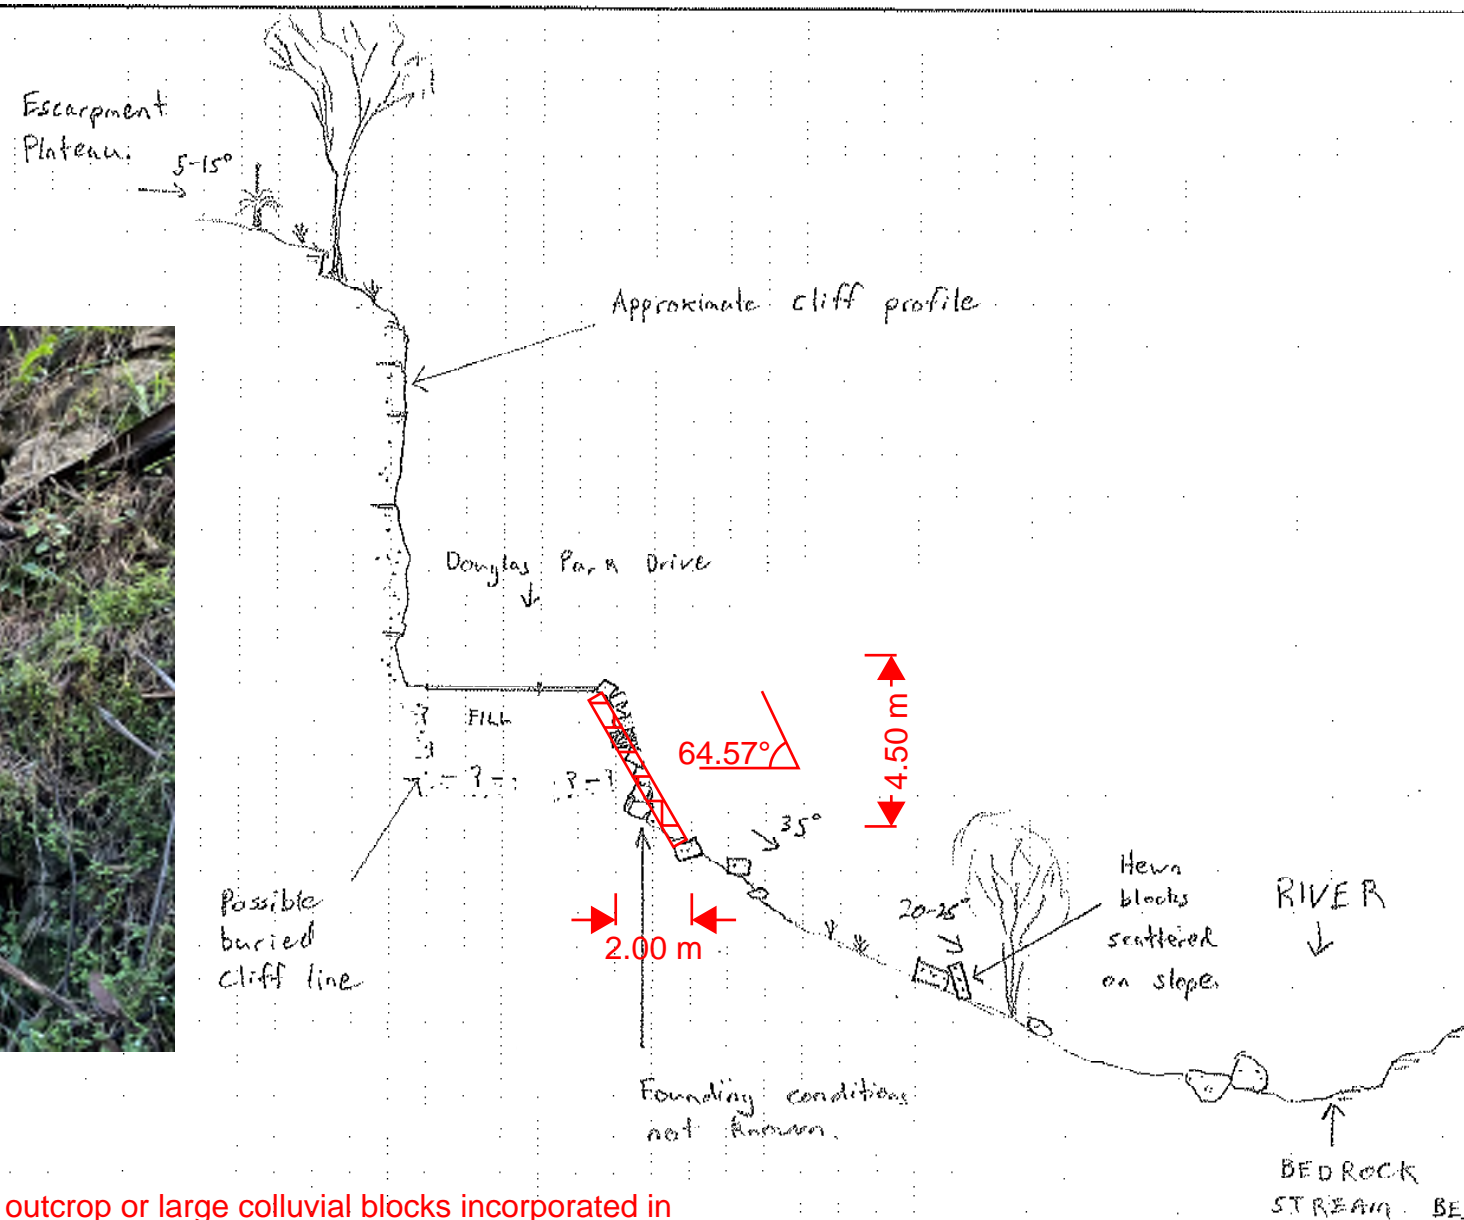 Escarpment
Plateau.
5-15°
Approximate cliff profile
Douglas Park Drive
? FILL
?
? - ? -
? - ?
64.57°
4.50 m
35°
2.00 m
Possible
buried
cliff line
20-25°
Hewn
blocks
scattered
on slope.
RIVER
Founding conditions
not known.
BEDROCK
STREAM BE
outcrop or large colluvial blocks incorporated in